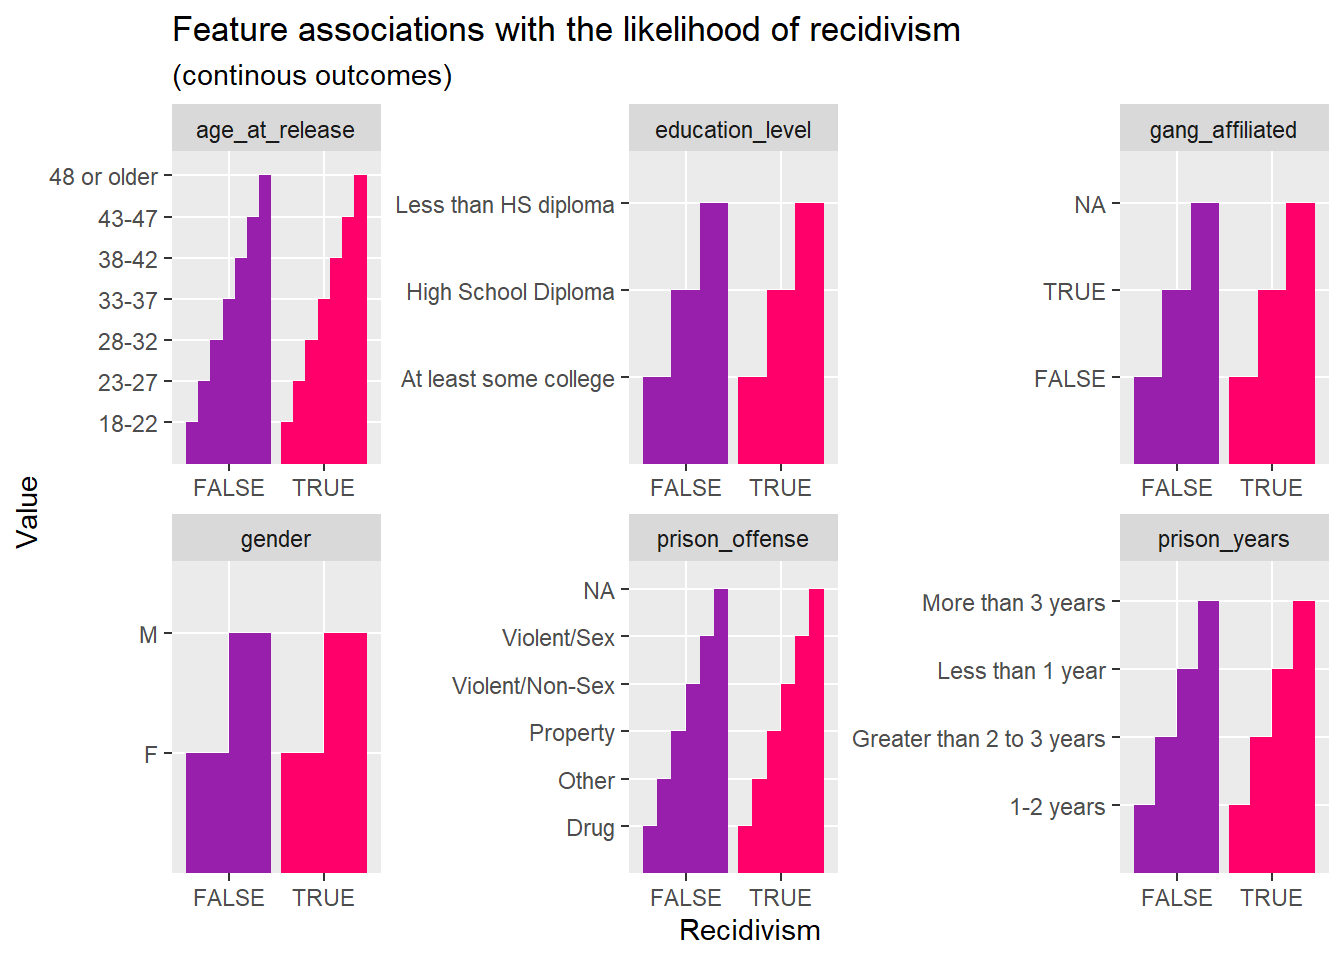 Feature associations with the likelihood of recidivism
(continous outcomes)
age_at_release
education_level
gang_affiliated
48 or older
43-47
38-42
33-37
28-32
23-27
18-22
Less than HS diploma
High School Diploma
At least some college
NA
TRUE
FALSE
FALSE TRUE
FALSE TRUE
FALSE TRUE
Value
gender
prison_offense
prison_years
M
F
NA
Violent/Sex
Violent/Non-Sex
Property
Other
Drug
More than 3 years
Less than 1 year
Greater than 2 to 3 years
1-2 years
FALSE TRUE
FALSE TRUE
FALSE TRUE
Recidivism